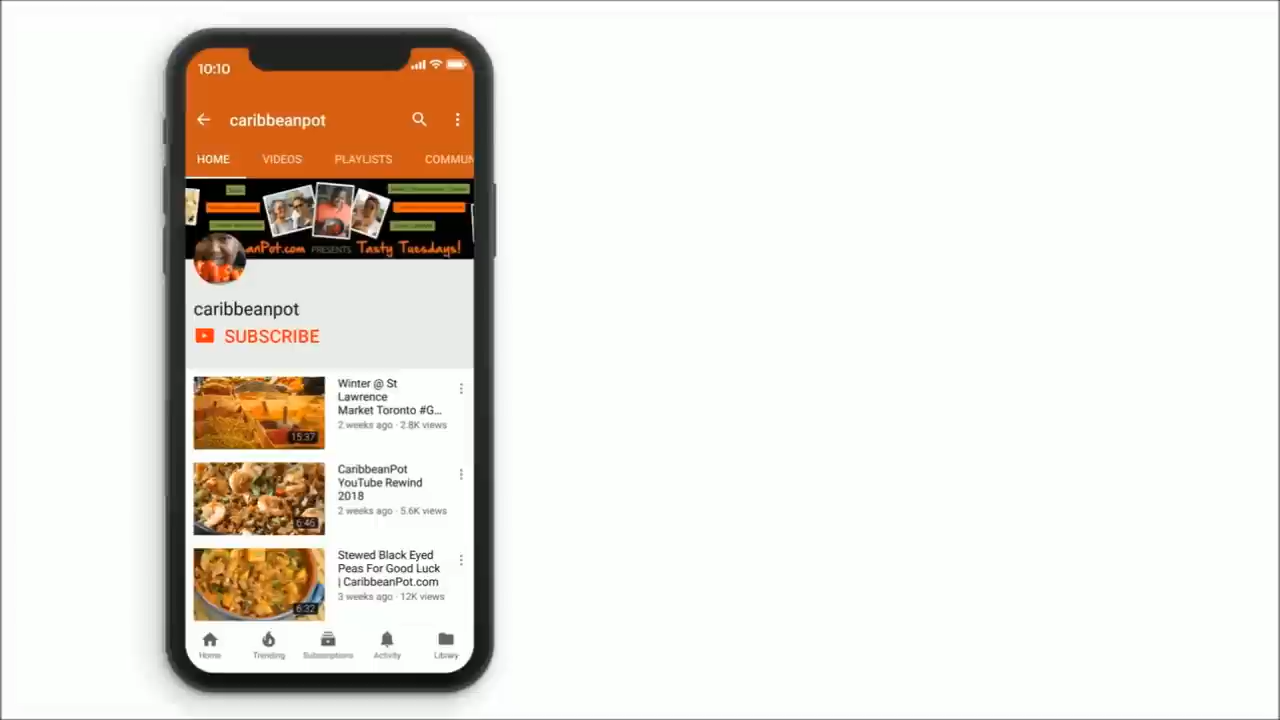 10:10
caribbeanpot
HOME VIDEOS PLAYLISTS COMMUN
anPot.com PRESENTS Tasty Tuesdays!
caribbeanpot
SUBSCRIBE
Winter @ St
Lawrence
Market Toronto #G...
2 weeks ago · 2.8K views
15:37
CaribbeanPot
YouTube Rewind
2018
2 weeks ago · 5.6K views
6:46
Stewed Black Eyed
Peas For Good Luck
| CaribbeanPot.com
3 weeks ago · 12K views
6:32
Home Trending Subscriptions Activity Library